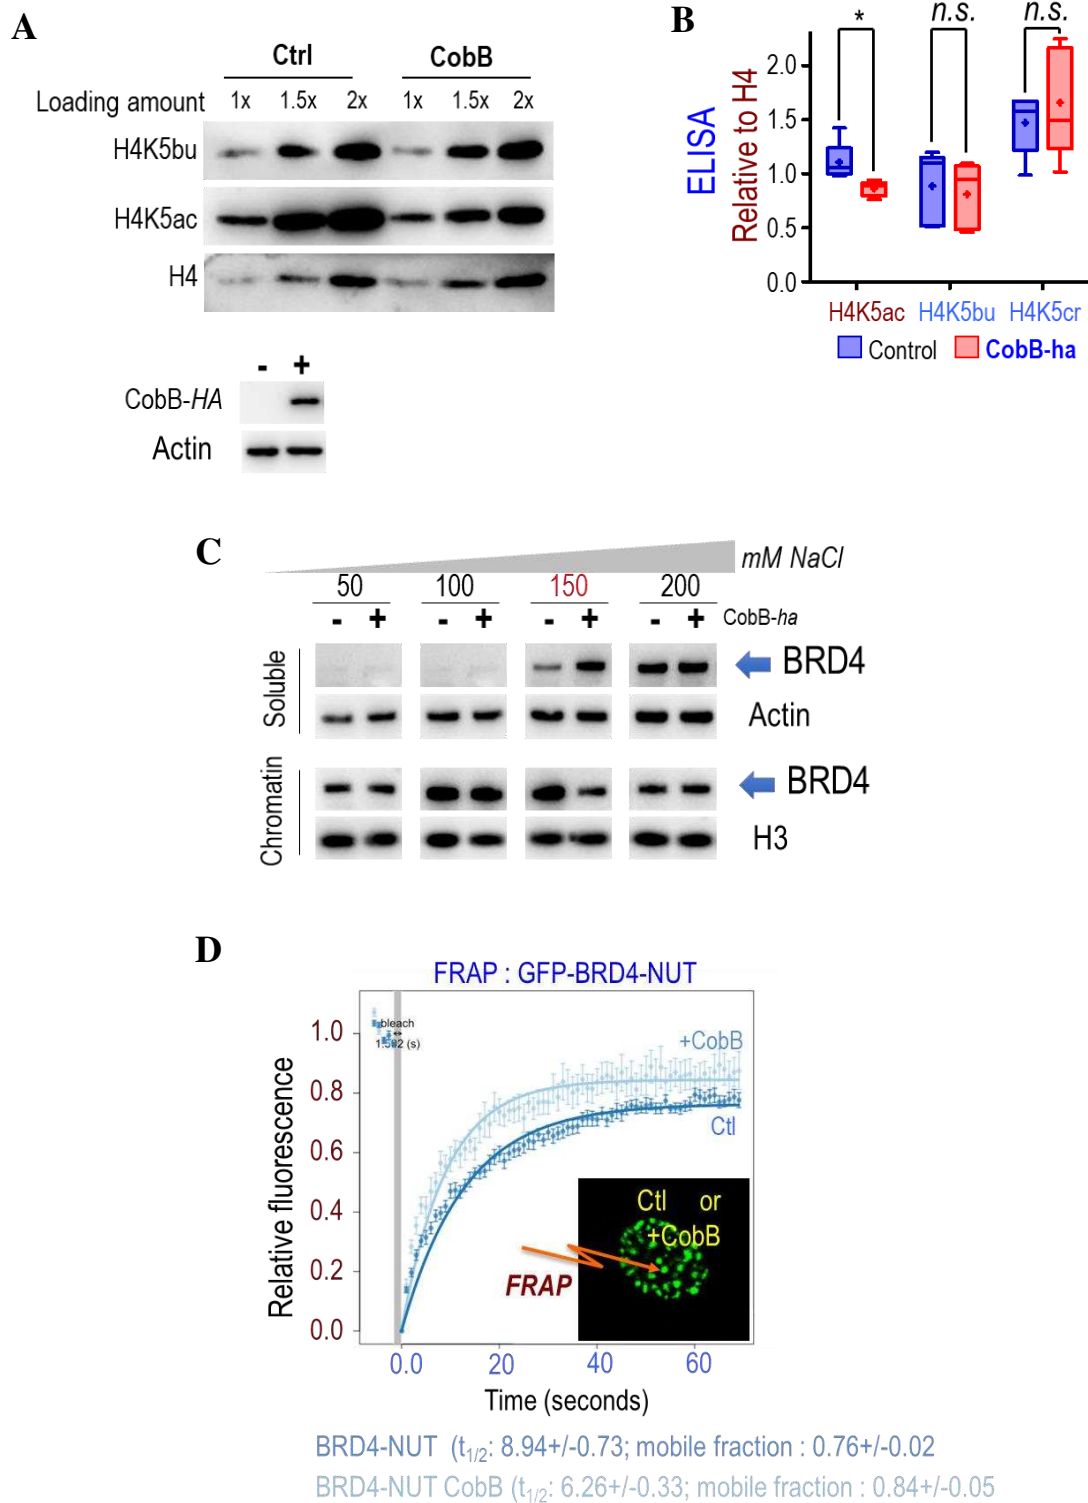 A
Ctrl CobB
Loading amount 1x 1.5x 2x 1x 1.5x 2x
H4K5bu
H4K5ac
H4
- +
CobB-HA
Actin
B
* n.s. n.s.
ELISA
Relative to H4
2.0
1.5
1.0
0.5
0.0
H4K5ac H4K5bu H4K5cr
Control CobB-ha
C
mM NaCl
50 100 150 200
- + - + - + - + CobB-ha
Soluble
BRD4
Actin
Chromatin
BRD4
H3
D
FRAP : GFP-BRD4-NUT
Relative fluorescence
1.0
0.8
0.6
0.4
0.2
0.0
bleach
(s)
+CobB
Ctl
Ctl or
+CobB
FRAP
0.0 20 40 60
Time (seconds)
BRD4-NUT (t1/2: 8.94+/-0.73; mobile fraction : 0.76+/-0.02
BRD4-NUT CobB (t1/2: 6.26+/-0.33; mobile fraction : 0.84+/-0.05